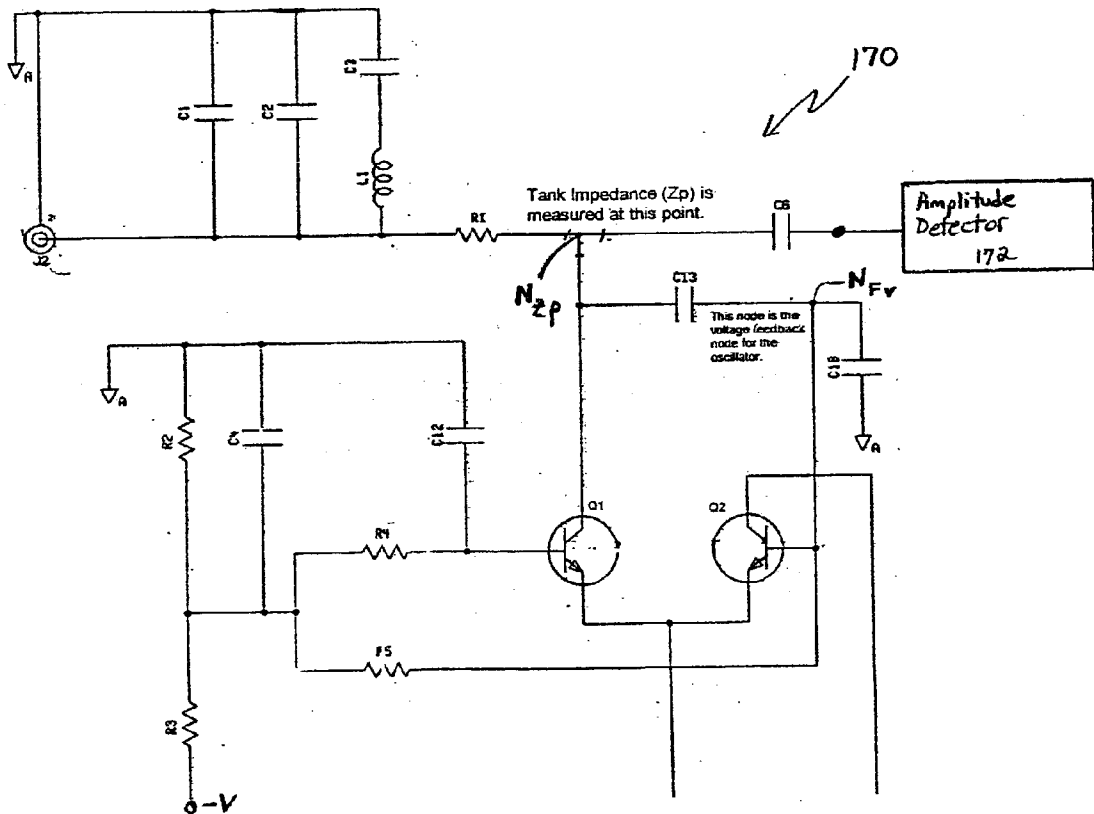 170
A
C1
C2
C3
L1
R1
Tank Impedance (Zp) is
measured at this point.
C6
Amplitude
Detector
172
J2
NZp
C13
NFv
This node is the
voltage feedback
node for the
oscillator.
C18
A
A
R2
C4
C12
Q1
Q2
R4
R3
-V